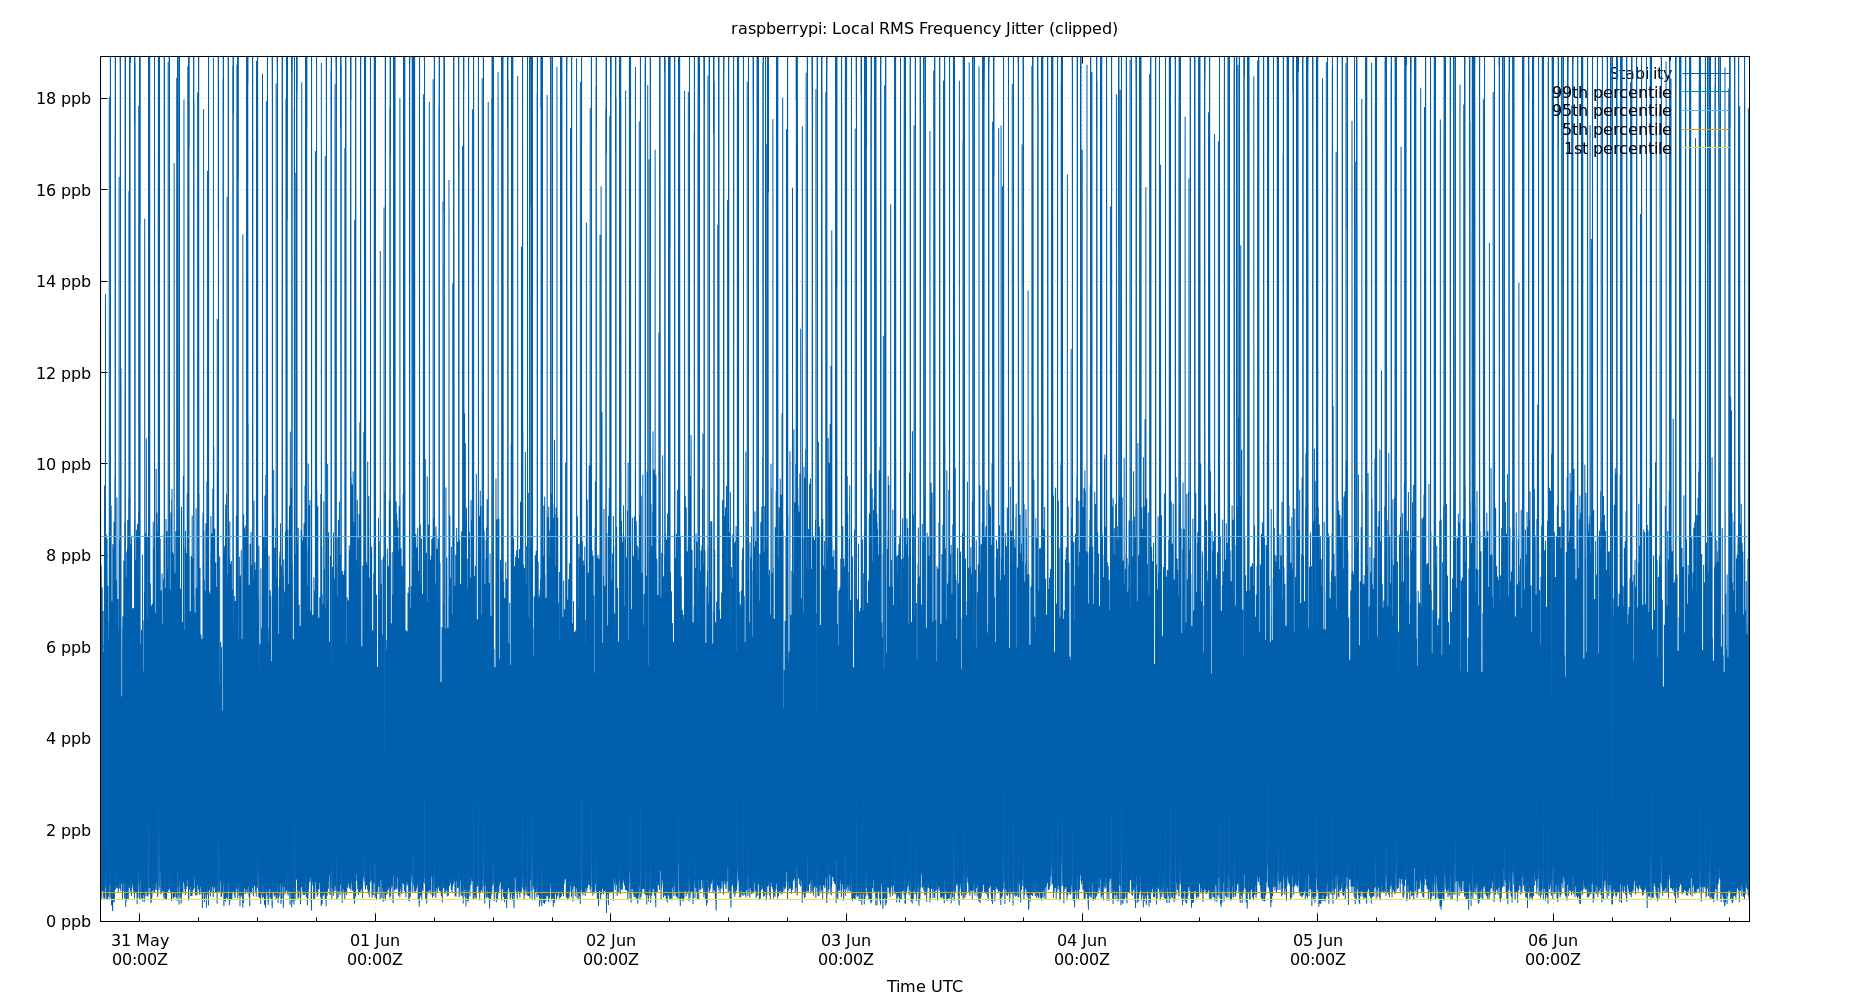 raspberrypi: Local RMS Frequency Jitter (clipped)
Stability
99th percentile
95th percentile
5th percentile
1st percentile
18 ppb
16 ppb
14 ppb
12 ppb
10 ppb
8 ppb
6 ppb
4 ppb
2 ppb
0 ppb
31 May 01 Jun 02 Jun 03 Jun 04 Jun 05 Jun 06 Jun
00:00Z 00:00Z 00:00Z 00:00Z 00:00Z 00:00Z 00:00Z
Time UTC